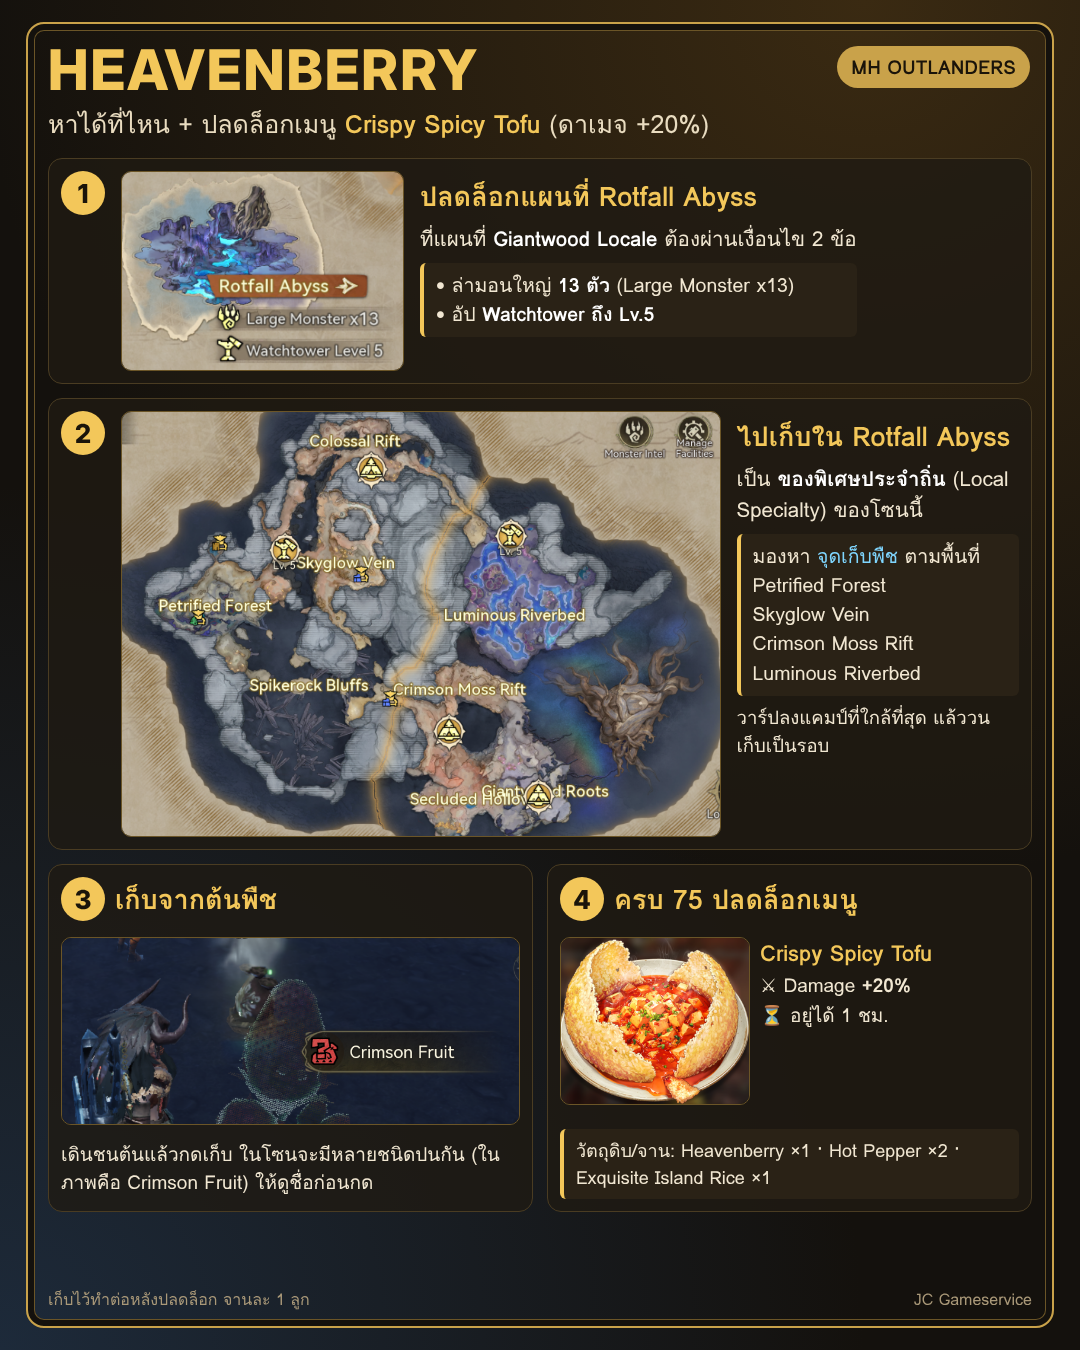 HEAVENBERRY
MH OUTLANDERS
หาได้ที่ไหน + ปลดล็อกเมนู Crispy Spicy Tofu (ดาเมจ +20%)
1
Rotfall Abyss
Large Monster x13
Watchtower Level 5
ปลดล็อกแผนที่ Rotfall Abyss
ที่แผนที่ Giantwood Locale ต้องผ่านเงื่อนไข 2 ข้อ
• ล่ามอนใหญ่ 13 ตัว (Large Monster x13)
• อัป Watchtower ถึง Lv.5
2
Colossal Rift
Monster Intel
Manage
Facilities
Lv. 5
Skyglow Vein
Lv. 5
Petrified Forest
Luminous Riverbed
Spikerock Bluffs
Crimson Moss Rift
Roots
Secluded Hollow
Lo
ไปเก็บใน Rotfall Abyss
เป็น ของพิเศษประจำถิ่น (Local
Specialty) ของโซนนี้
มองหา จุดเก็บพืช ตามพื้นที่
Petrified Forest
Skyglow Vein
Crimson Moss Rift
Luminous Riverbed
วาร์ปลงแคมป์ที่ใกล้ที่สุด แล้ววน
เก็บเป็นรอบ
3 เก็บจากต้นพืช
Crimson Fruit
เดินชนต้นแล้วกดเก็บ ในโซนจะมีหลายชนิดปนกัน (ใน
ภาพคือ Crimson Fruit) ให้ดูชื่อก่อนกด
4 ครบ 75 ปลดล็อกเมนู
Crispy Spicy Tofu
⚔ Damage +20%
⏳ อยู่ได้ 1 ชม.
วัตถุดิบ/จาน: Heavenberry ×1 · Hot Pepper ×2 ·
Exquisite Island Rice ×1
เก็บไว้ทำต่อหลังปลดล็อก จานละ 1 ลูก
JC Gameservice